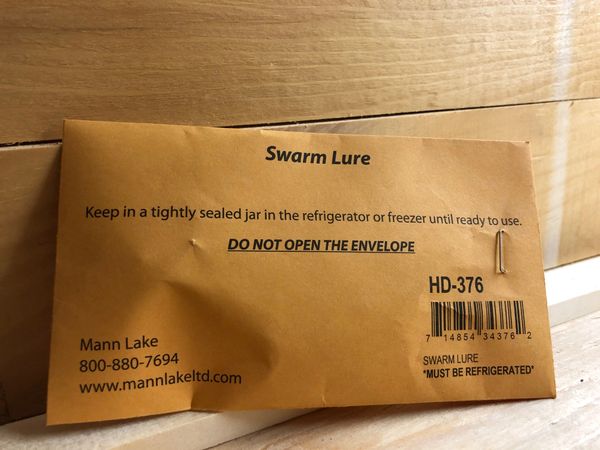 Swarm Lure
Keep in a tightly sealed jar in the refrigerator or freezer until ready to use.
DO NOT OPEN THE ENVELOPE
HD-376
7 14854 34376 2
Mann Lake
800-880-7694
www.mannlakeltd.com
SWARM LURE
*MUST BE REFRIGERATED*